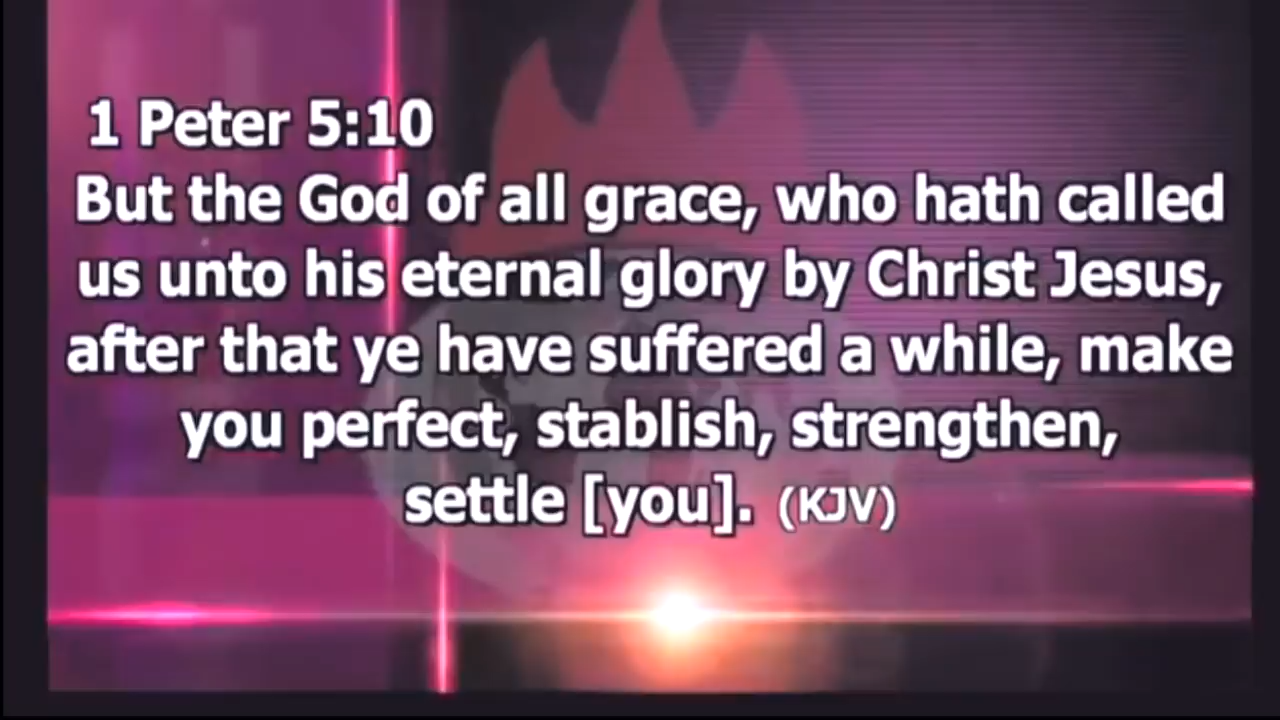 1 Peter 5:10
But the God of all grace, who hath called
us unto his eternal glory by Christ Jesus,
after that ye have suffered a while, make
you perfect, stablish, strengthen,
settle [you]. (KJV)